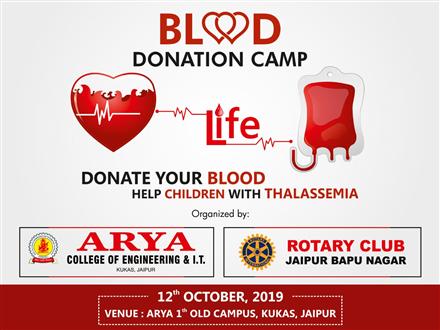 BLOOD
DONATION CAMP
Life
DONATE YOUR BLOOD
HELP CHILDREN WITH THALASSEMIA
Organized by:
ARYA
COLLEGE OF ENGINEERING & I.T.
KUKAS, JAIPUR
ROTARY CLUB
JAIPUR BAPU NAGAR
12th OCTOBER, 2019
VENUE : ARYA 1st OLD CAMPUS, KUKAS, JAIPUR